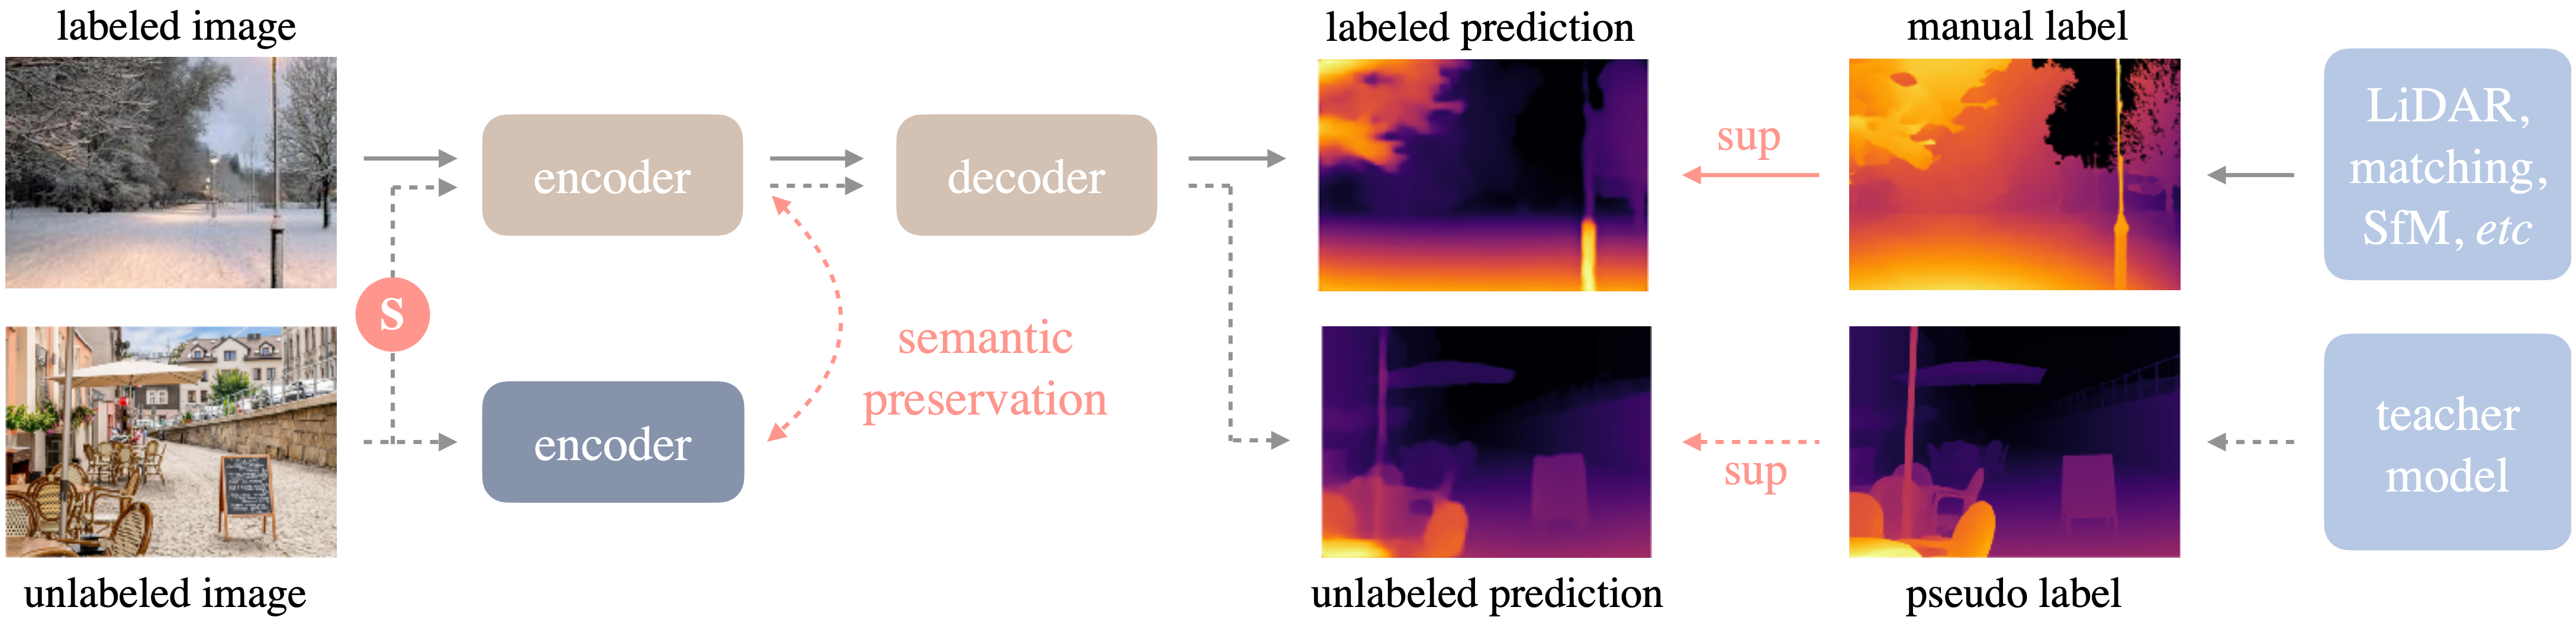 labeled image
labeled prediction
manual label
encoder
decoder
sup
LiDAR,
matching,
SfM, etc
S
semantic
preservation
encoder
sup
teacher
model
unlabeled image
unlabeled prediction
pseudo label